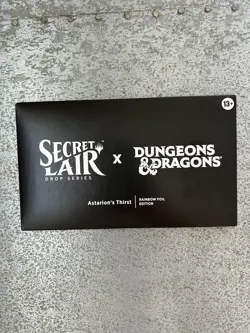 13+
SECRET
LAIR
DROP SERIES
X
DUNGEONS
& DRAGONS
Astarion's Thirst
RAINBOW FOIL
EDITION